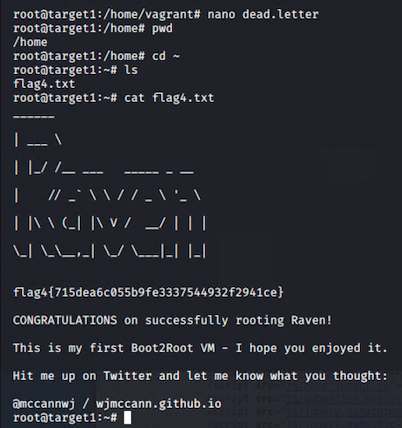 root@target1:/home/vagrant# nano dead.letter
root@target1:/home# pwd
/home
root@target1:/home# cd ~
root@target1:~# ls
flag4.txt
root@target1:~# cat flag4.txt
______
| ___ \
| |_/ /__ ___   _____ _ __
|    // _` \ \ / / _ \ '_ \
| |\ \ (_| |\ V /  __/ | | |
\_| \_\__,_| \_/ \___|_| |_|
flag4{715dea6c055b9fe3337544932f2941ce}
CONGRATULATIONS on successfully rooting Raven!
This is my first Boot2Root VM - I hope you enjoyed it.
Hit me up on Twitter and let me know what you thought:
@mccannwj / wjmccann.github.io
root@target1:~#